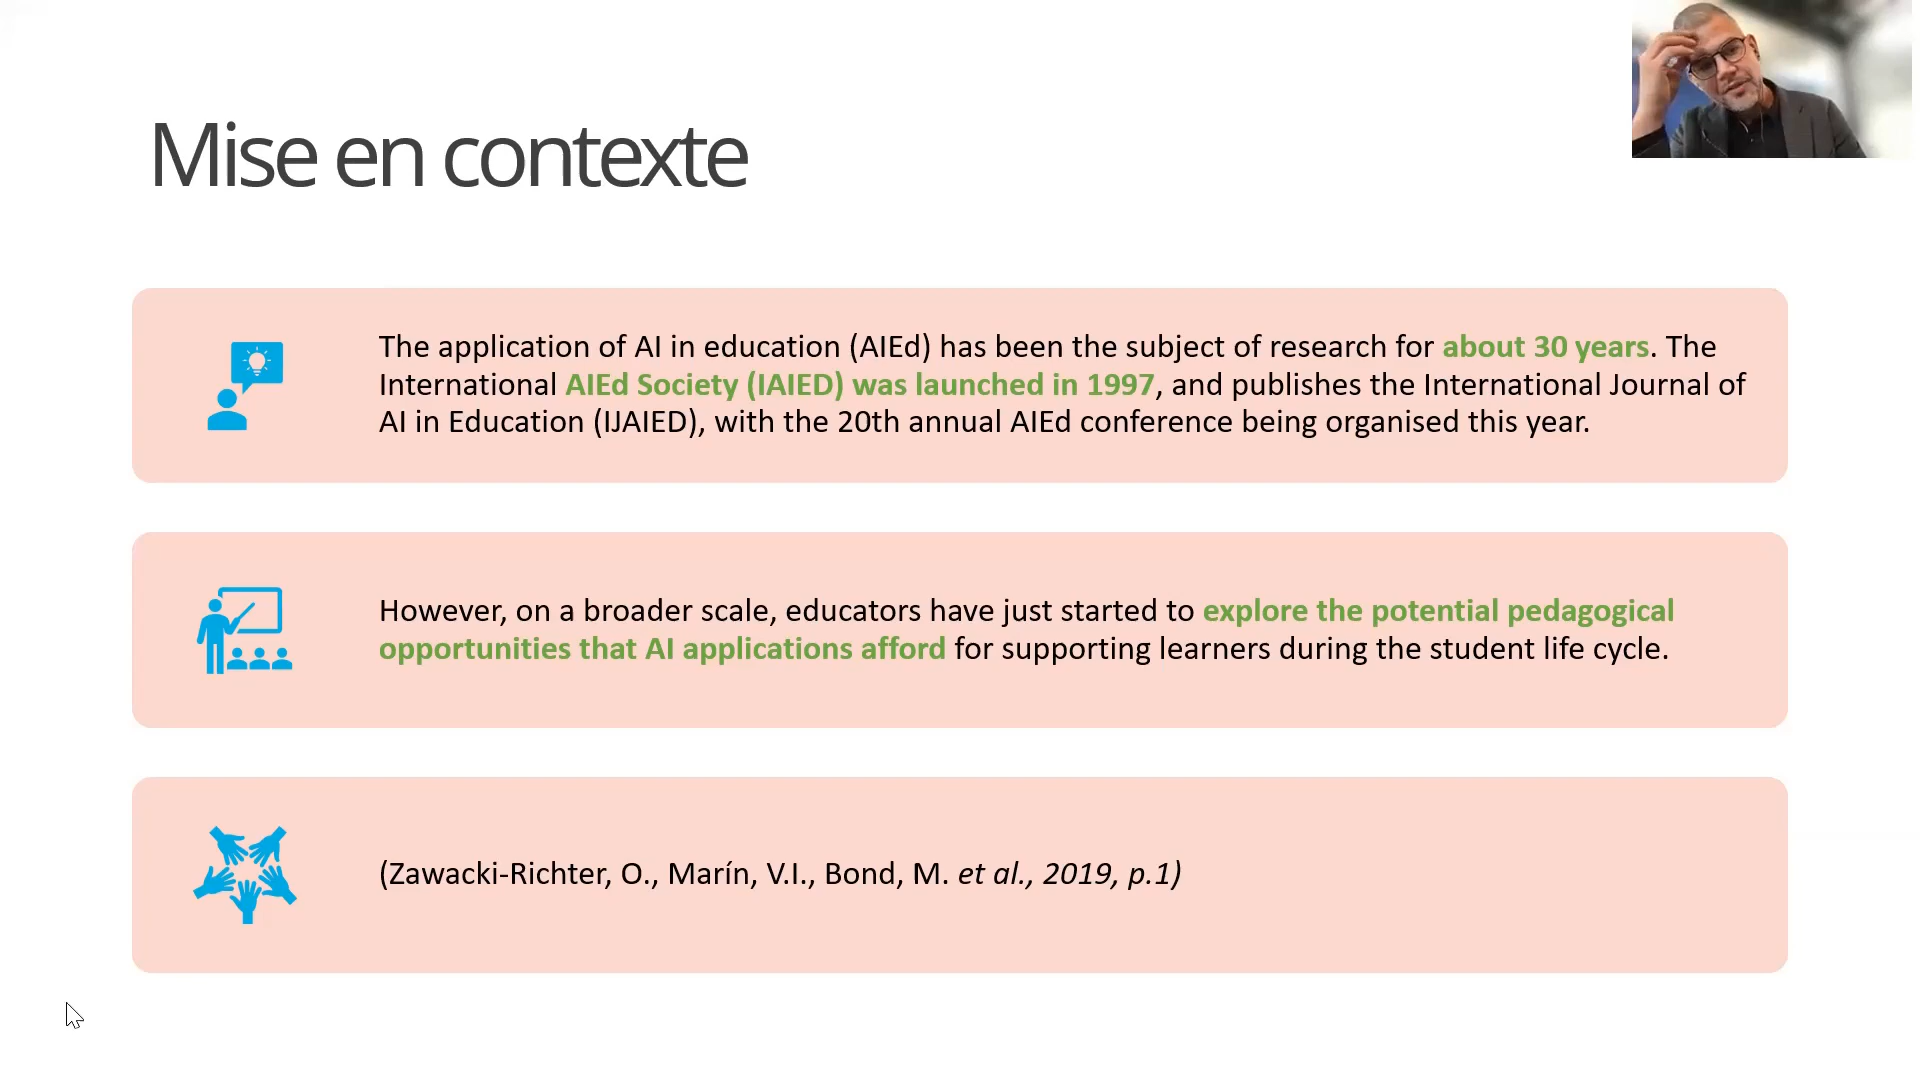 Mise en contexte
The application of AI in education (AIEd) has been the subject of research for about 30 years. The
International AIEd Society (IAIED) was launched in 1997, and publishes the International Journal of
AI in Education (IJAIED), with the 20th annual AIEd conference being organised this year.
However, on a broader scale, educators have just started to explore the potential pedagogical
opportunities that AI applications afford for supporting learners during the student life cycle.
(Zawacki-Richter, O., Marín, V.I., Bond, M. et al., 2019, p.1)